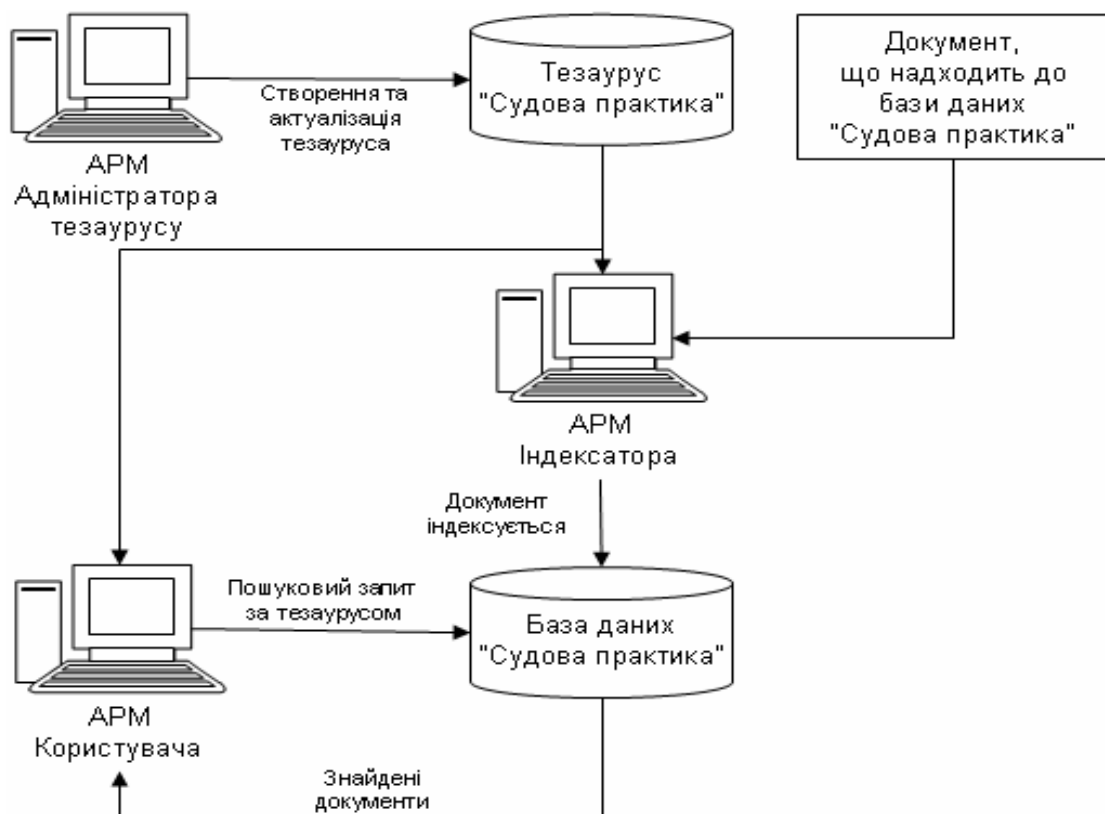 Тезаурус
"Судова практика"
Документ,
що надходить до
бази даних
"Судова практика"
Створення та
актуалізація
тезауруса
АРМ
Адміністратора
тезаурусу
АРМ
Індексатора
Документ
індексується
Пошуковий запит
за тезаурусом
База даних
"Судова практика"
АРМ
Користувача
Знайдені
документи